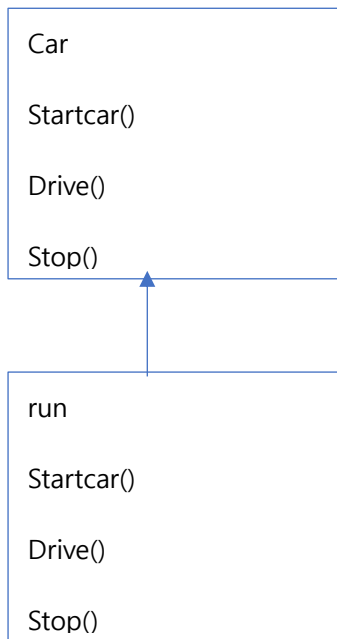 Car
Startcar()
Drive()
Stop()
run
Startcar()
Drive()
Stop()